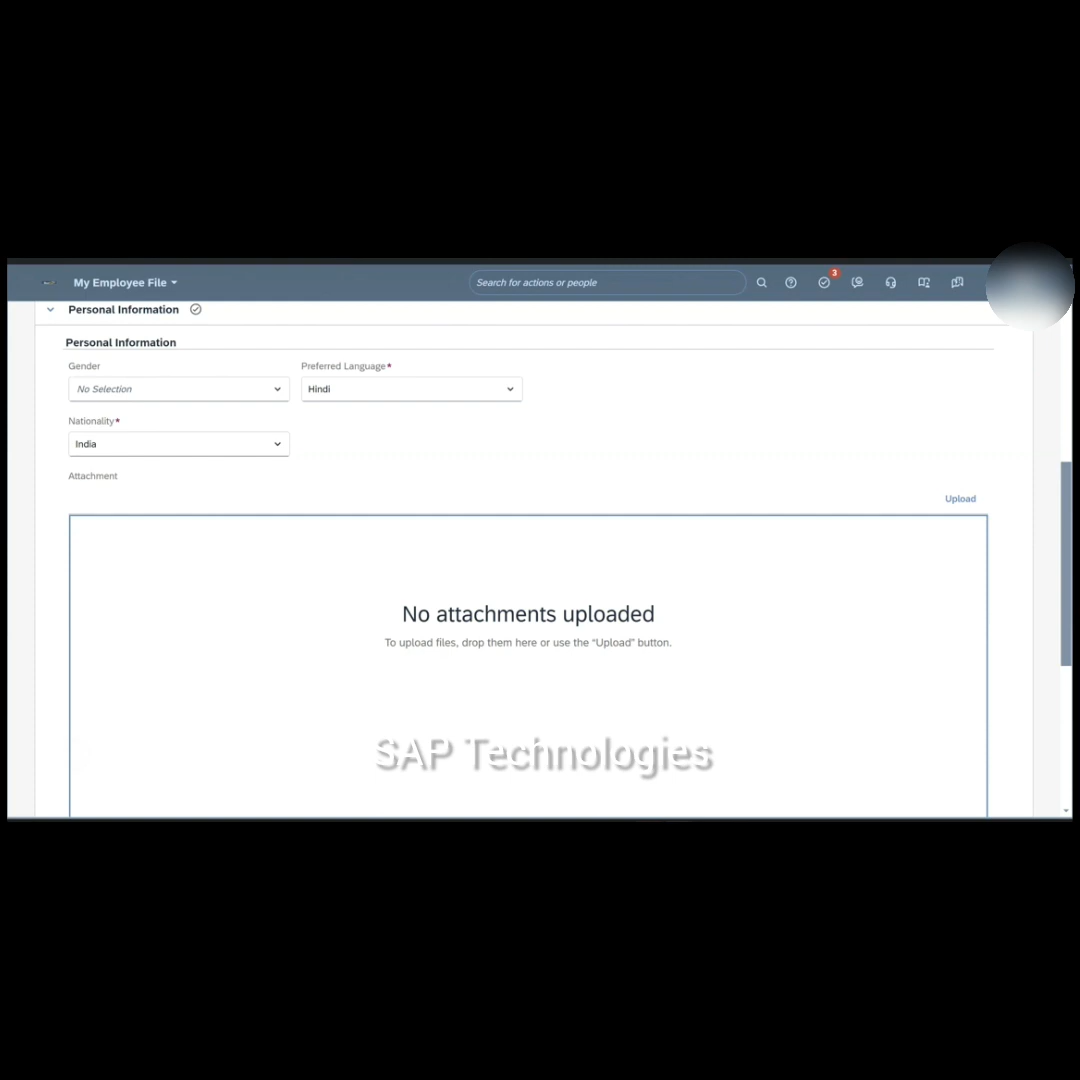 My Employee File
Search for actions or people
3
Personal Information
Personal Information
Gender
Preferred Language*
No Selection
Hindi
Nationality*
India
Attachment
Upload
No attachments uploaded
To upload files, drop them here or use the “Upload” button.
SAP Technologies